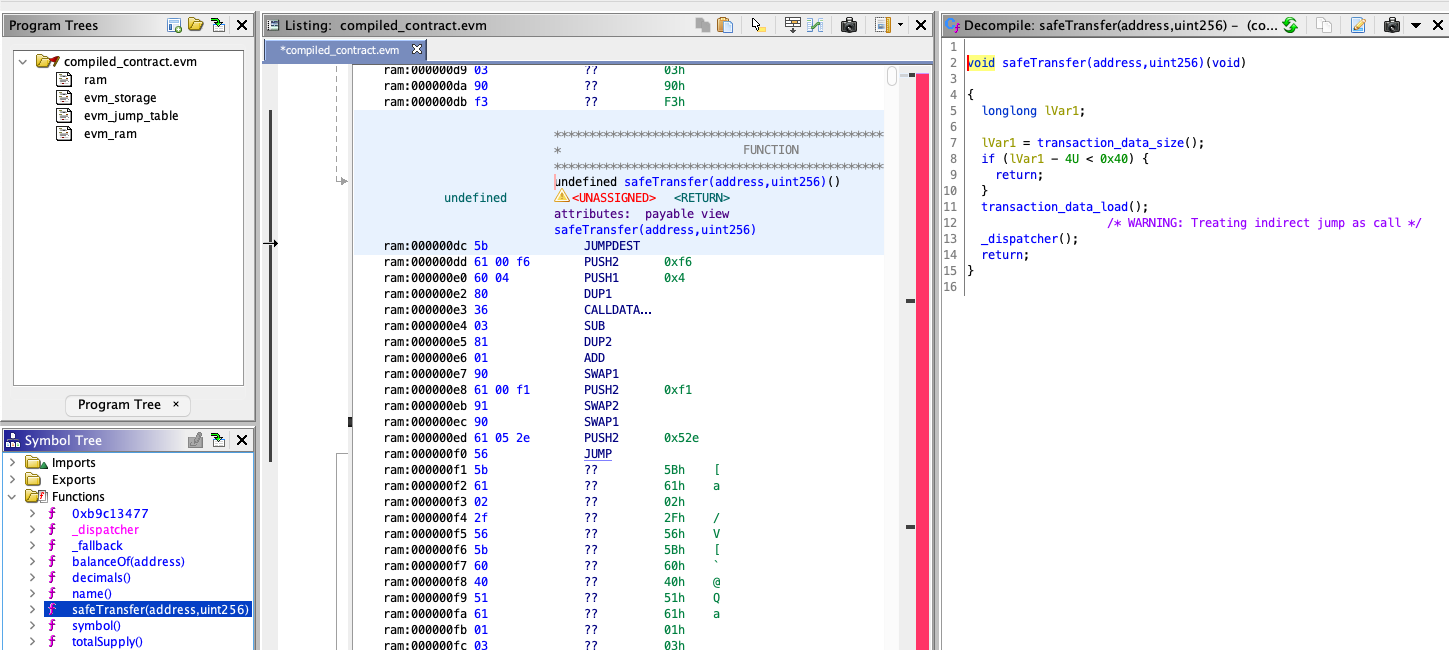 Program Trees
compiled_contract.evm
ram
evm_storage
evm_jump_table
evm_ram
Program Tree ×
Symbol Tree
Imports
Exports
Functions
f 0xb9c13477
f _dispatcher
f _fallback
f balanceOf(address)
f decimals()
f name()
f safeTransfer(address,uint256)
f symbol()
f totalSupply()
Listing: compiled_contract.evm
*compiled_contract.evm
ram:000000d9 03 ?? 03h
ram:000000da 90 ?? 90h
ram:000000db f3 ?? F3h
************************************************
* FUNCTION
************************************************
undefined safeTransfer(address,uint256)()
undefined <UNASSIGNED> <RETURN>
attributes: payable view
safeTransfer(address,uint256)
ram:000000dc 5b JUMPDEST
ram:000000dd 61 00 f6 PUSH2 0xf6
ram:000000e0 60 04 PUSH1 0x4
ram:000000e2 80 DUP1
ram:000000e3 36 CALLDATA...
ram:000000e4 03 SUB
ram:000000e5 81 DUP2
ram:000000e6 01 ADD
ram:000000e7 90 SWAP1
ram:000000e8 61 00 f1 PUSH2 0xf1
ram:000000eb 91 SWAP2
ram:000000ec 90 SWAP1
ram:000000ed 61 05 2e PUSH2 0x52e
ram:000000f0 56 JUMP
ram:000000f1 5b ?? 5Bh [
ram:000000f2 61 ?? 61h a
ram:000000f3 02 ?? 02h
ram:000000f4 2f ?? 2Fh /
ram:000000f5 56 ?? 56h V
ram:000000f6 5b ?? 5Bh [
ram:000000f7 60 ?? 60h `
ram:000000f8 40 ?? 40h @
ram:000000f9 51 ?? 51h Q
ram:000000fa 61 ?? 61h a
ram:000000fb 01 ?? 01h
ram:000000fc 03 ?? 03h
Decompile: safeTransfer(address,uint256) – (co...
1
2 void safeTransfer(address,uint256)(void)
3
4 {
5 longlong lVar1;
6
7 lVar1 = transaction_data_size();
8 if (lVar1 - 4U < 0x40) {
9 return;
10 }
11 transaction_data_load();
12 /* WARNING: Treating indirect jump as call */
13 _dispatcher();
14 return;
15 }
16